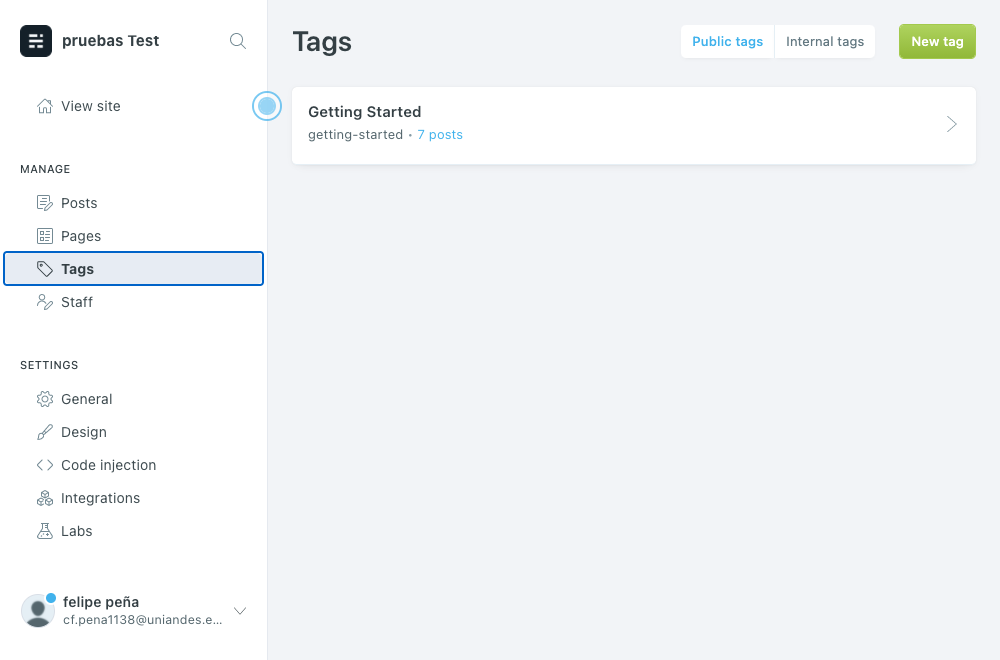 pruebas Test
View site
MANAGE
Posts
Pages
Tags
Staff
SETTINGS
General
Design
Code injection
Integrations
Labs
felipe peña
cf.pena1138@uniandes.e...
Tags
Public tags
Internal tags
New tag
Getting Started
getting-started • 7 posts